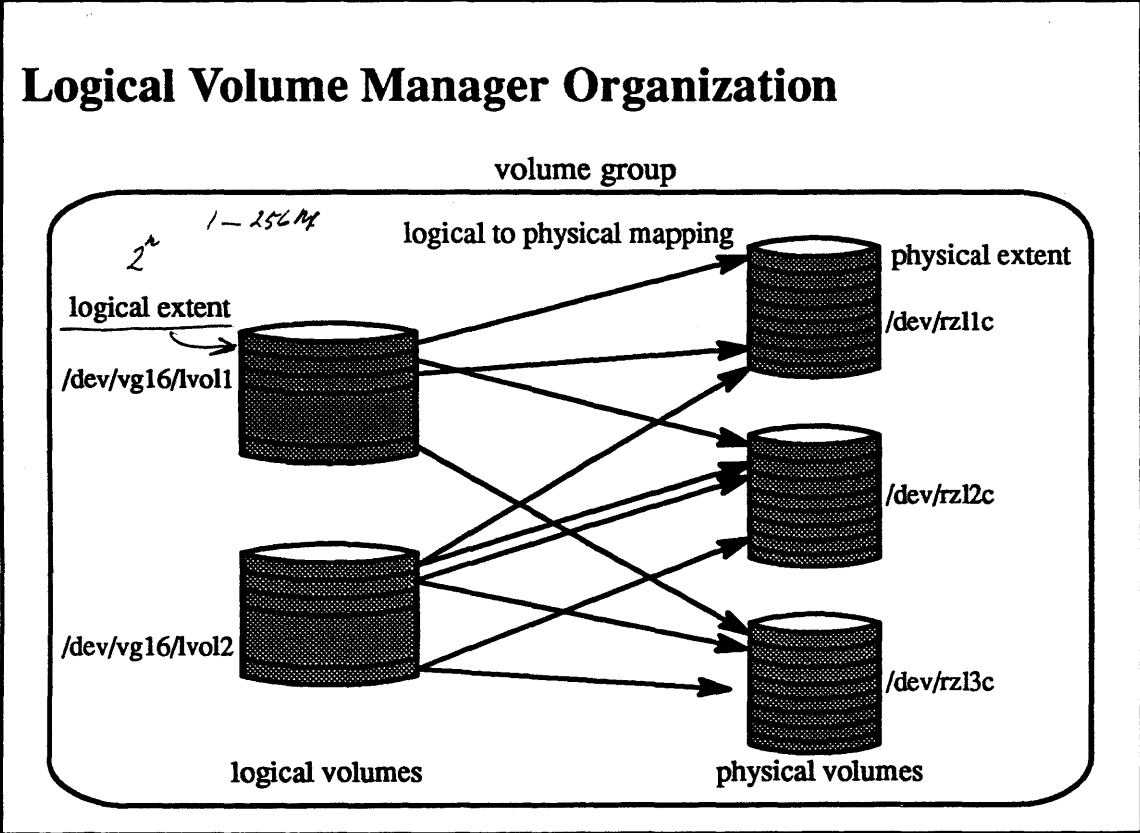 Logical Volume Manager Organization
volume group
1 - 256 M
2ⁿ
logical to physical mapping
physical extent
logical extent
/dev/rz11c
/dev/vg16/lvol1
/dev/rz12c
/dev/vg16/lvol2
/dev/rz13c
logical volumes
physical volumes